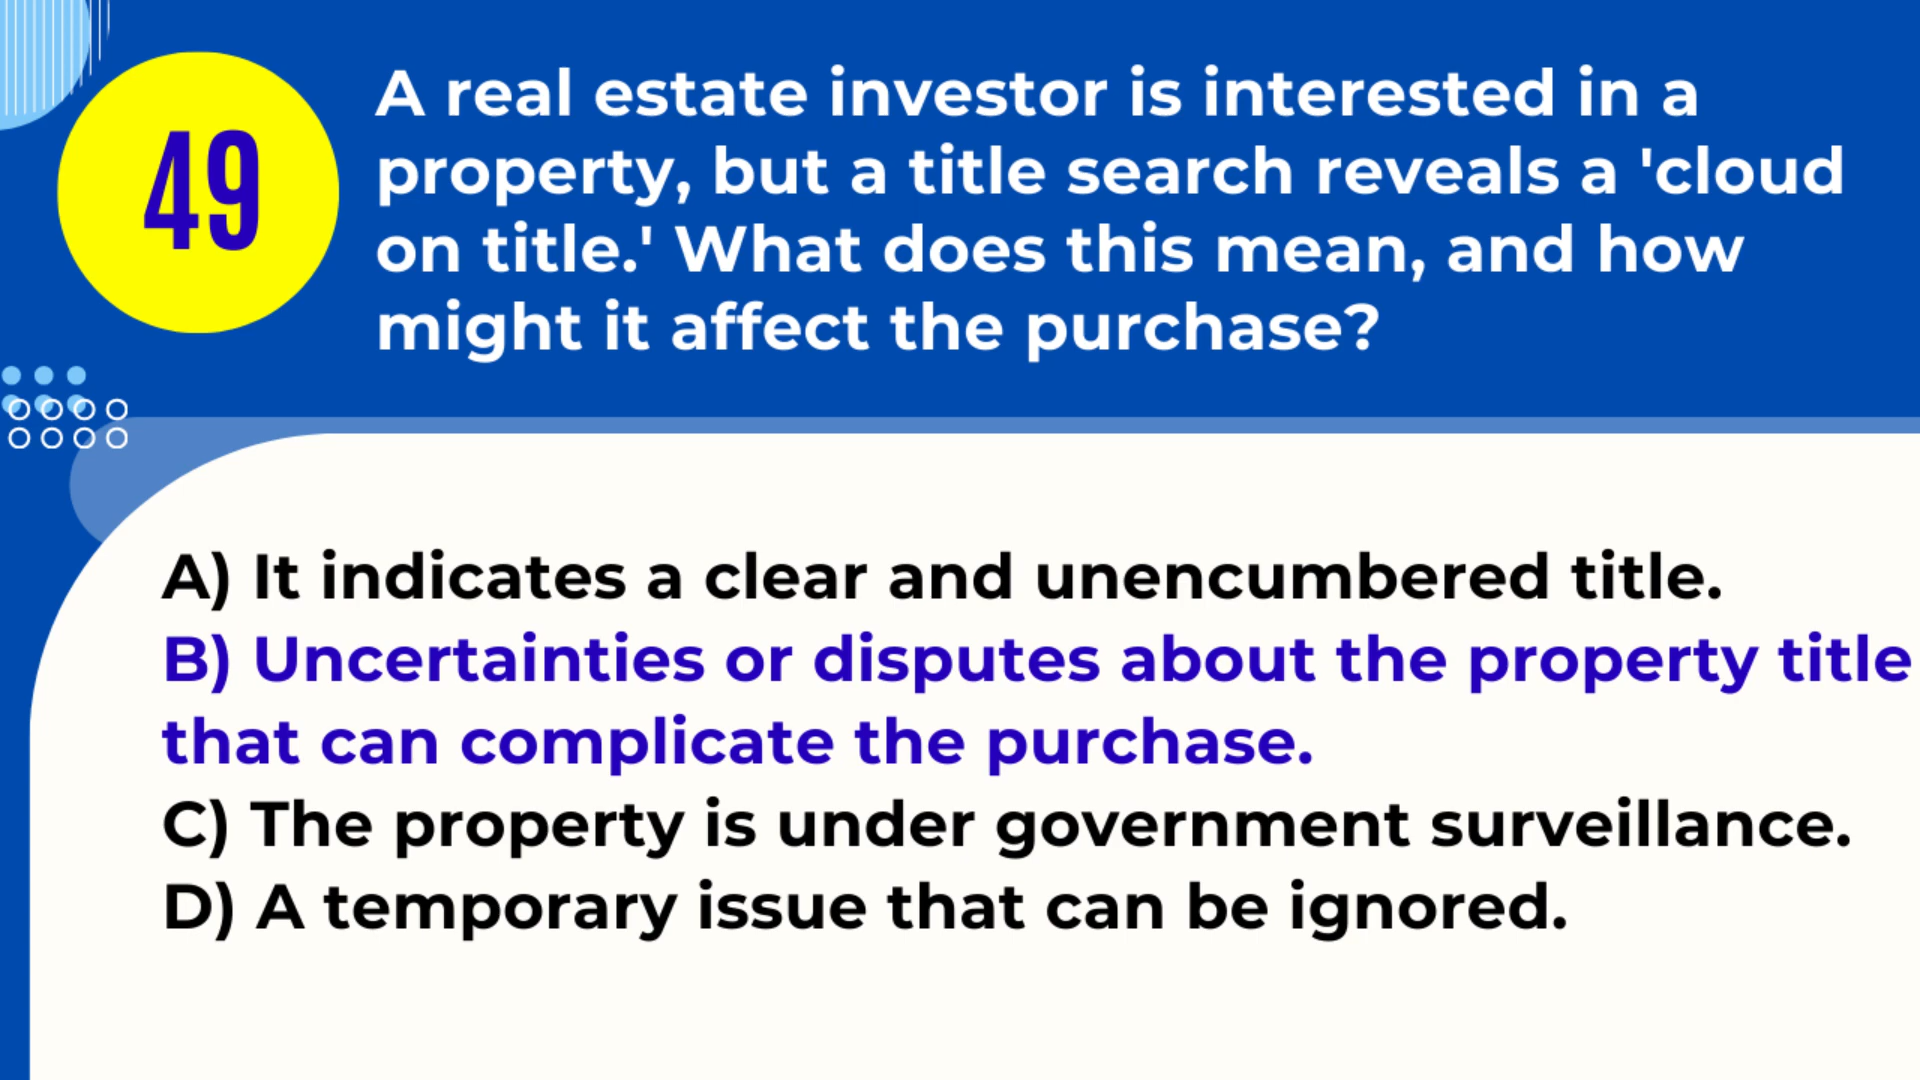 49
A real estate investor is interested in a
property, but a title search reveals a 'cloud
on title.' What does this mean, and how
might it affect the purchase?
A) It indicates a clear and unencumbered title.
B) Uncertainties or disputes about the property title
that can complicate the purchase.
C) The property is under government surveillance.
D) A temporary issue that can be ignored.